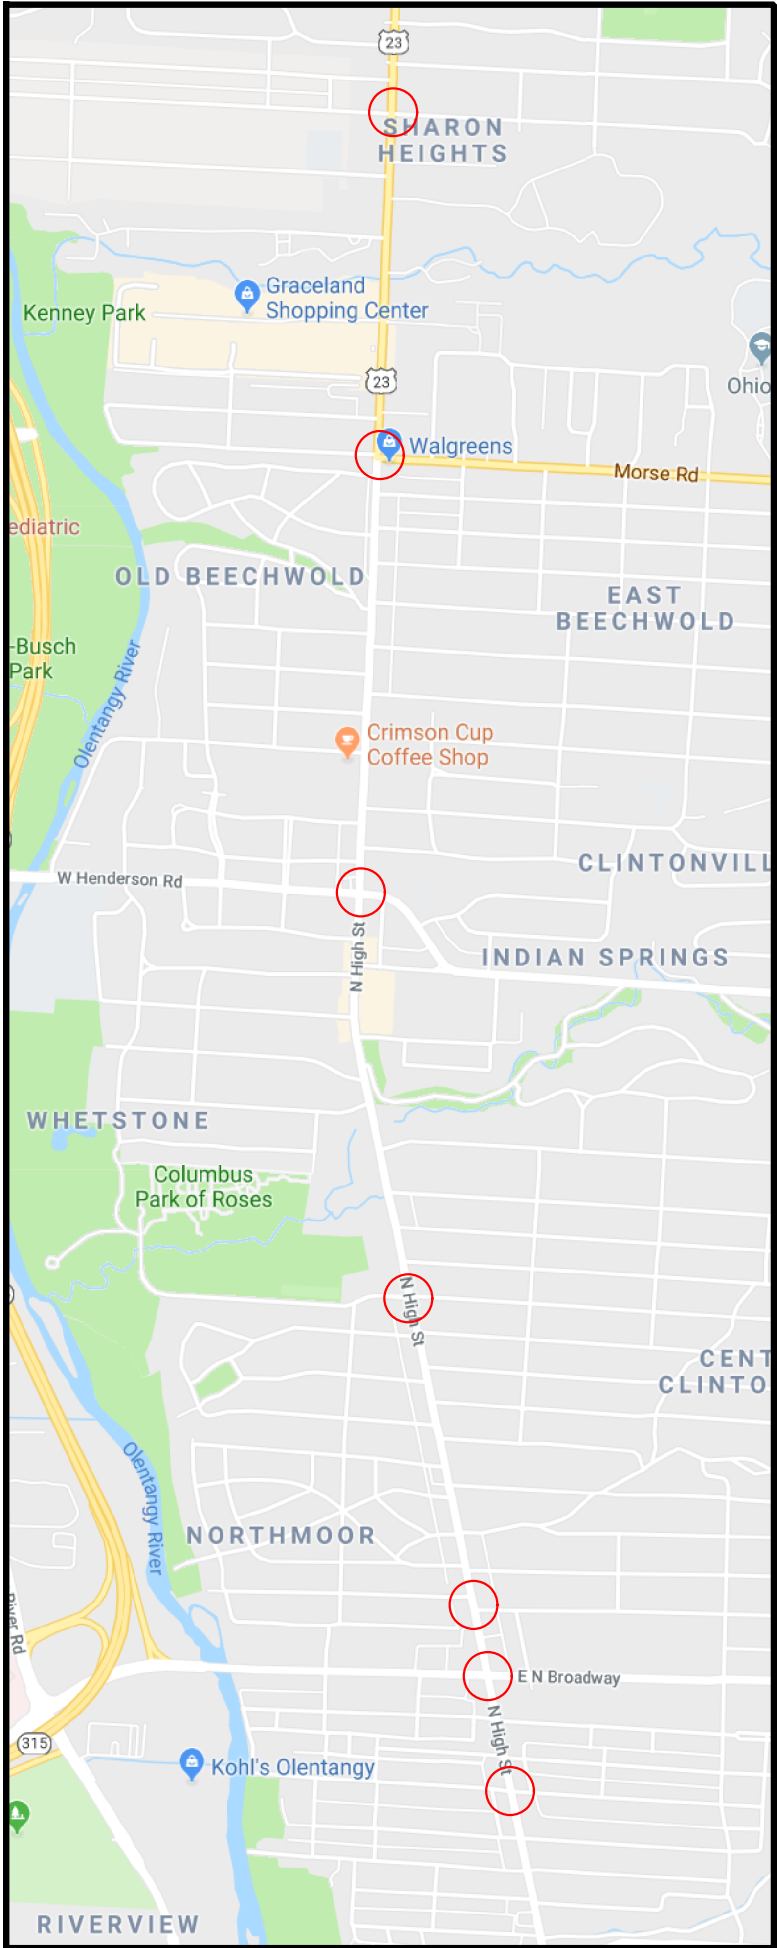 23
SHARON
HEIGHTS
Graceland
Shopping Center
Kenney Park
23
Ohio
Walgreens
Morse Rd
ediatric
OLD BEECHWOLD
EAST
BEECHWOLD
-Busch
Park
Olentangy River
Crimson Cup
Coffee Shop
CLINTONVILL
W Henderson Rd
N High St
INDIAN SPRINGS
WHETSTONE
Columbus
Park of Roses
N High St
CENT
CLINTO
Olentangy River
NORTHMOOR
River Rd
E N Broadway
N High St
315
Kohl's Olentangy
RIVERVIEW